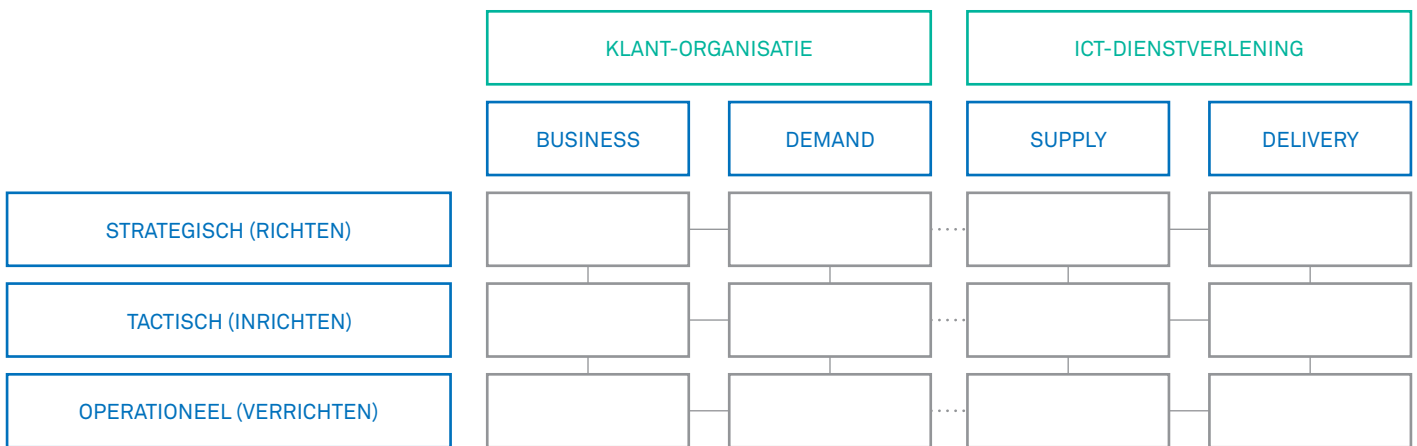 KLANT-ORGANISATIE
ICT-DIENSTVERLENING
BUSINESS
DEMAND
SUPPLY
DELIVERY
STRATEGISCH (RICHTEN)
TACTISCH (INRICHTEN)
OPERATIONEEL (VERRICHTEN)